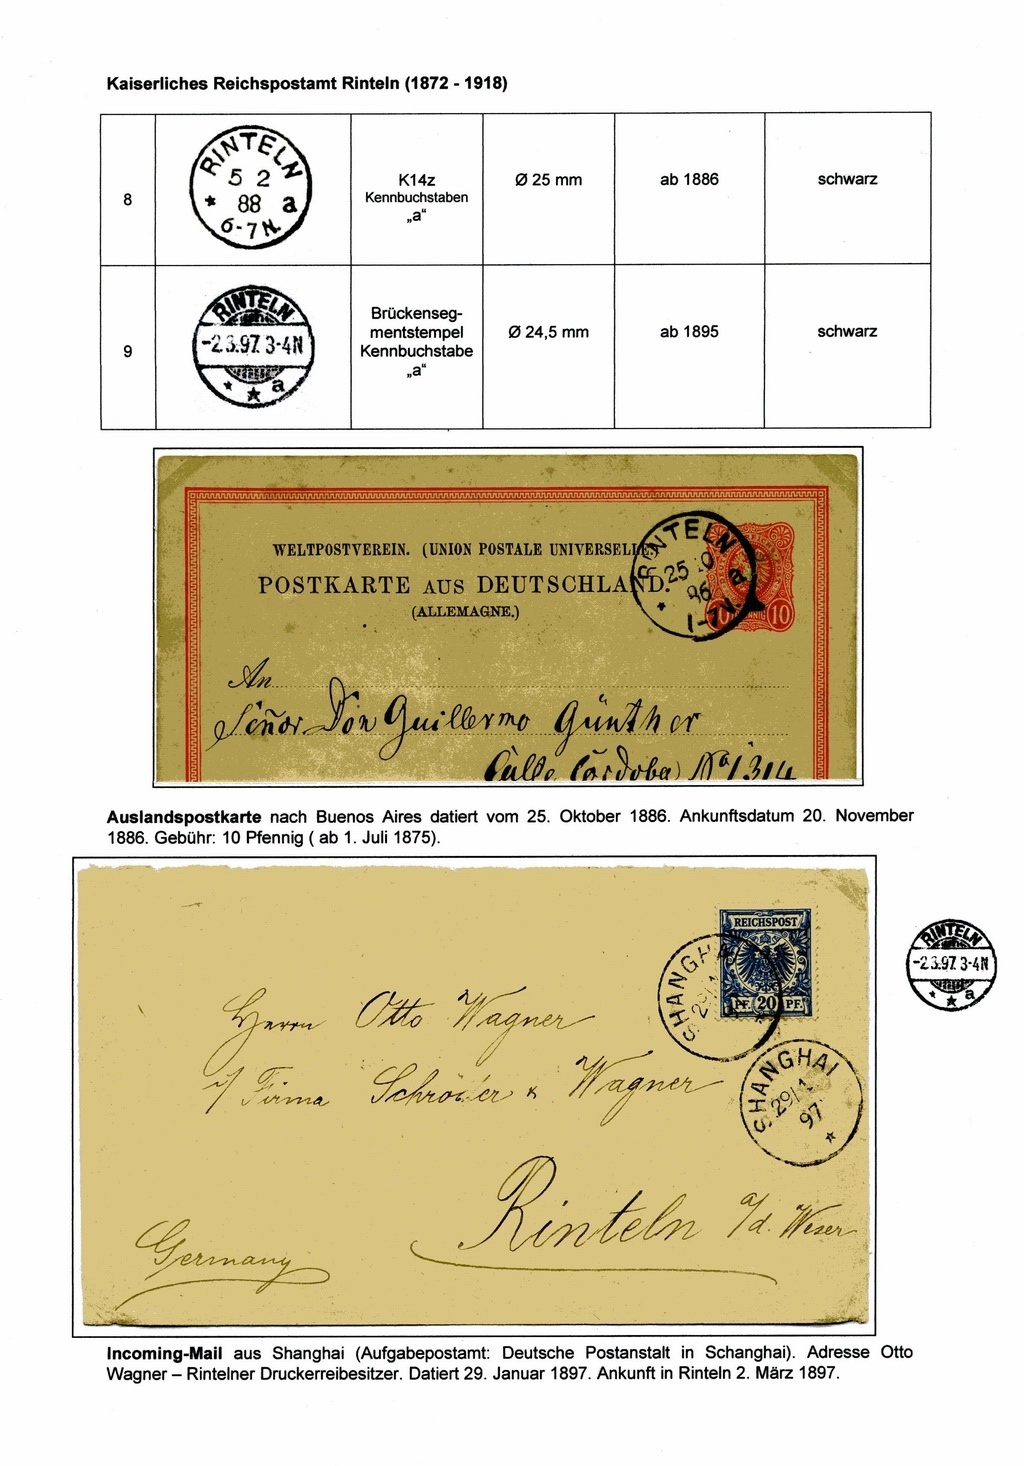 Kaiserliches Reichspostamt Rinteln (1872 - 1918)
8
RINTELN
5 2
88
* a
6-7N.
K14z
Kennbuchstaben
„a“
Ø 25 mm
ab 1886
schwarz
9
RINTELN
-2.3.97. 3-4N
* * a
Brückenseg-
mentstempel
Kennbuchstabe
„a“
Ø 24,5 mm
ab 1895
schwarz
WELTPOSTVEREIN. (UNION POSTALE UNIVERSELLE)
POSTKARTE AUS DEUTSCHLAND.
(ALLEMAGNE.)
RINTELN
25 10
86
* a
1-7N.
10 10
An
Señor Don Guillermo Günther
Calle Cordoba Nº 1314
Auslandspostkarte nach Buenos Aires datiert vom 25. Oktober 1886. Ankunftsdatum 20. November
1886. Gebühr: 10 Pfennig ( ab 1. Juli 1875).
REICHSPOST
PF. 20 PF.
SHANGHAI
RINTELN
-2.3.97. 3-4N
* * a
Herrn Otto Wagner
i/ Firma Schröder & Wagner
SHANGHAI
29/1
97
*
Rinteln a/d. Weser
Germany
Incoming-Mail aus Shanghai (Aufgabepostamt: Deutsche Postanstalt in Schanghai). Adresse Otto
Wagner – Rintelner Druckerreibesitzer. Datiert 29. Januar 1897. Ankunft in Rinteln 2. März 1897.